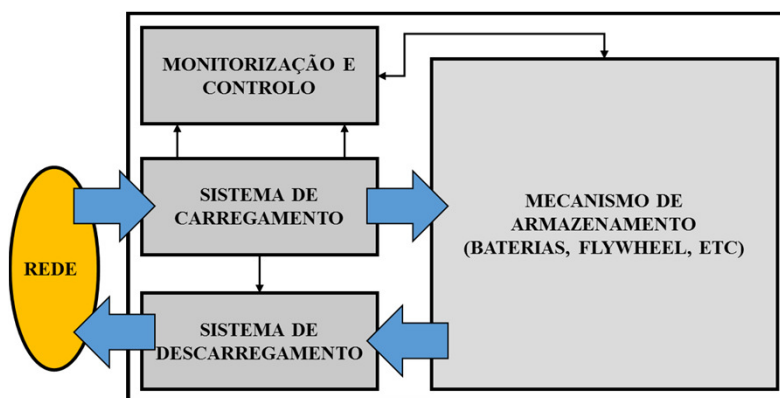 MONITORIZAÇÃO E
CONTROLO
SISTEMA DE
CARREGAMENTO
MECANISMO DE
ARMAZENAMENTO
(BATERIAS, FLYWHEEL, ETC)
REDE
SISTEMA DE
DESCARREGAMENTO